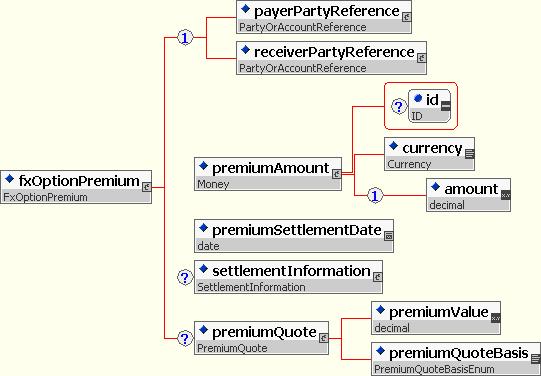 payerPartyReference
PartyOrAccountReference
1
receiverPartyReference
PartyOrAccountReference
? id
ID
currency
Currency
premiumAmount
Money
1 amount
decimal
fxOptionPremium
FxOptionPremium
premiumSettlementDate
date
? settlementInformation
SettlementInformation
premiumValue
decimal
? premiumQuote
PremiumQuote
premiumQuoteBasis
PremiumQuoteBasisEnum